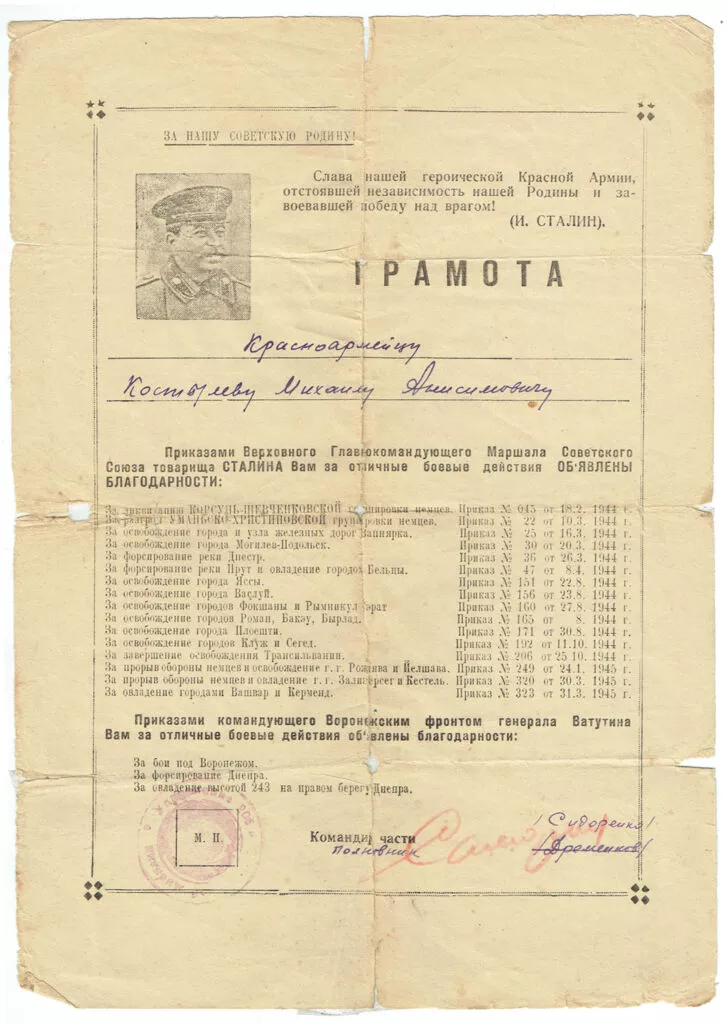 ЗА НАШУ СОВЕТСКУЮ РОДИНУ!
Слава нашей героической Красной Армии,
отстоявшей независимость нашей Родины и за-
воевавшей победу над врагом!
(И. СТАЛИН).
ГРАМОТА
Красноармейцу
Костылеву Михаилу Анисимовичу
Приказами Верховного Главнокомандующего Маршала Советского
Союза товарища СТАЛИНА Вам за отличные боевые действия ОБ'ЯВЛЕНЫ
БЛАГОДАРНОСТИ:
За ликвидацию КОРСУНЬ-ШЕВЧЕНКОВСКОЙ группировки немцев. Приказ № 045 от 18.2. 1944 г.
За разгром УМАНЬСКО-ХРИСТИНОВСКОЙ группировки немцев. Приказ № 22 от 10.3. 1944 г.
За освобождение города и узла железных дорог Вапнярка. Приказ № 25 от 16.3. 1944 г.
За освобождение города Могилев-Подольск. Приказ № 30 от 20.3. 1944 г.
За форсирование реки Днестр. Приказ № 36 от 26.3. 1944 г.
За форсирование реки Прут и овладение городом Бельцы. Приказ № 47 от 8.4. 1944 г.
За освобождение города Яссы. Приказ № 151 от 22.8. 1944 г.
За освобождение города Васлуй. Приказ № 156 от 23.8. 1944 г.
За освобождение городов Фокшаны и Рымникул Сэрат Приказ № 160 от 27.8. 1944 г.
За освобождение городов Роман, Бакэу, Бырлад. Приказ № 165 от 8. 1944 г.
За освобождение города Плоешти. Приказ № 171 от 30.8. 1944 г.
За освобождение городов Клуж и Сегед. Приказ № 192 от 11.10. 1944 г.
За завершение освобождения Трансильвании. Приказ № 206 от 25 10. 1944 г.
За прорыв обороны немцев и освобождение г. г. Рожнява и Йелшава. Приказ № 249 от 24.1. 1945 г.
За прорыв обороны немцев и овладение г. г. Залаэгерсег и Кестель. Приказ № 320 от 30.3. 1945 г.
За овладение городами Вашвар и Керменд. Приказ № 323 от 31.3. 1945 г.
Приказами командующего Воронежским фронтом генерала Ватутина
Вам за отличные боевые действия об'явлены благодарности:
За бои под Воронежом.
За форсирование Днепра.
За овладение высотой 243 на правом берегу Днепра.
М. П.
Командир части
Полковник
/Сидоренко/